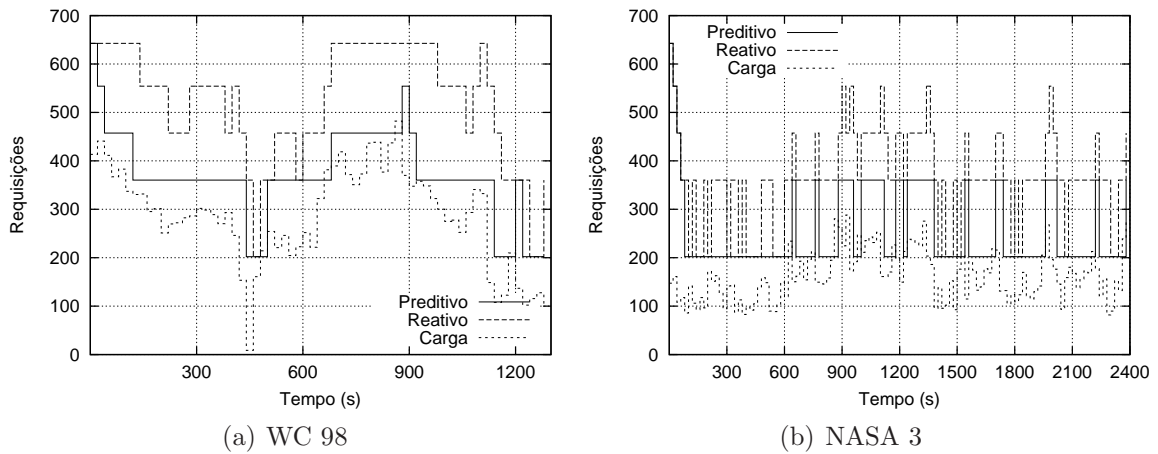 700
600
500
400
300
200
100
0
Requisições
300
600
900
1200
Tempo (s)
Preditivo
Reativo
Carga
(a) WC 98
700
600
500
400
300
200
100
0
Requisições
300
600
900
1200
1500
1800
2100
2400
Tempo (s)
Preditivo
Reativo
Carga
(b) NASA 3